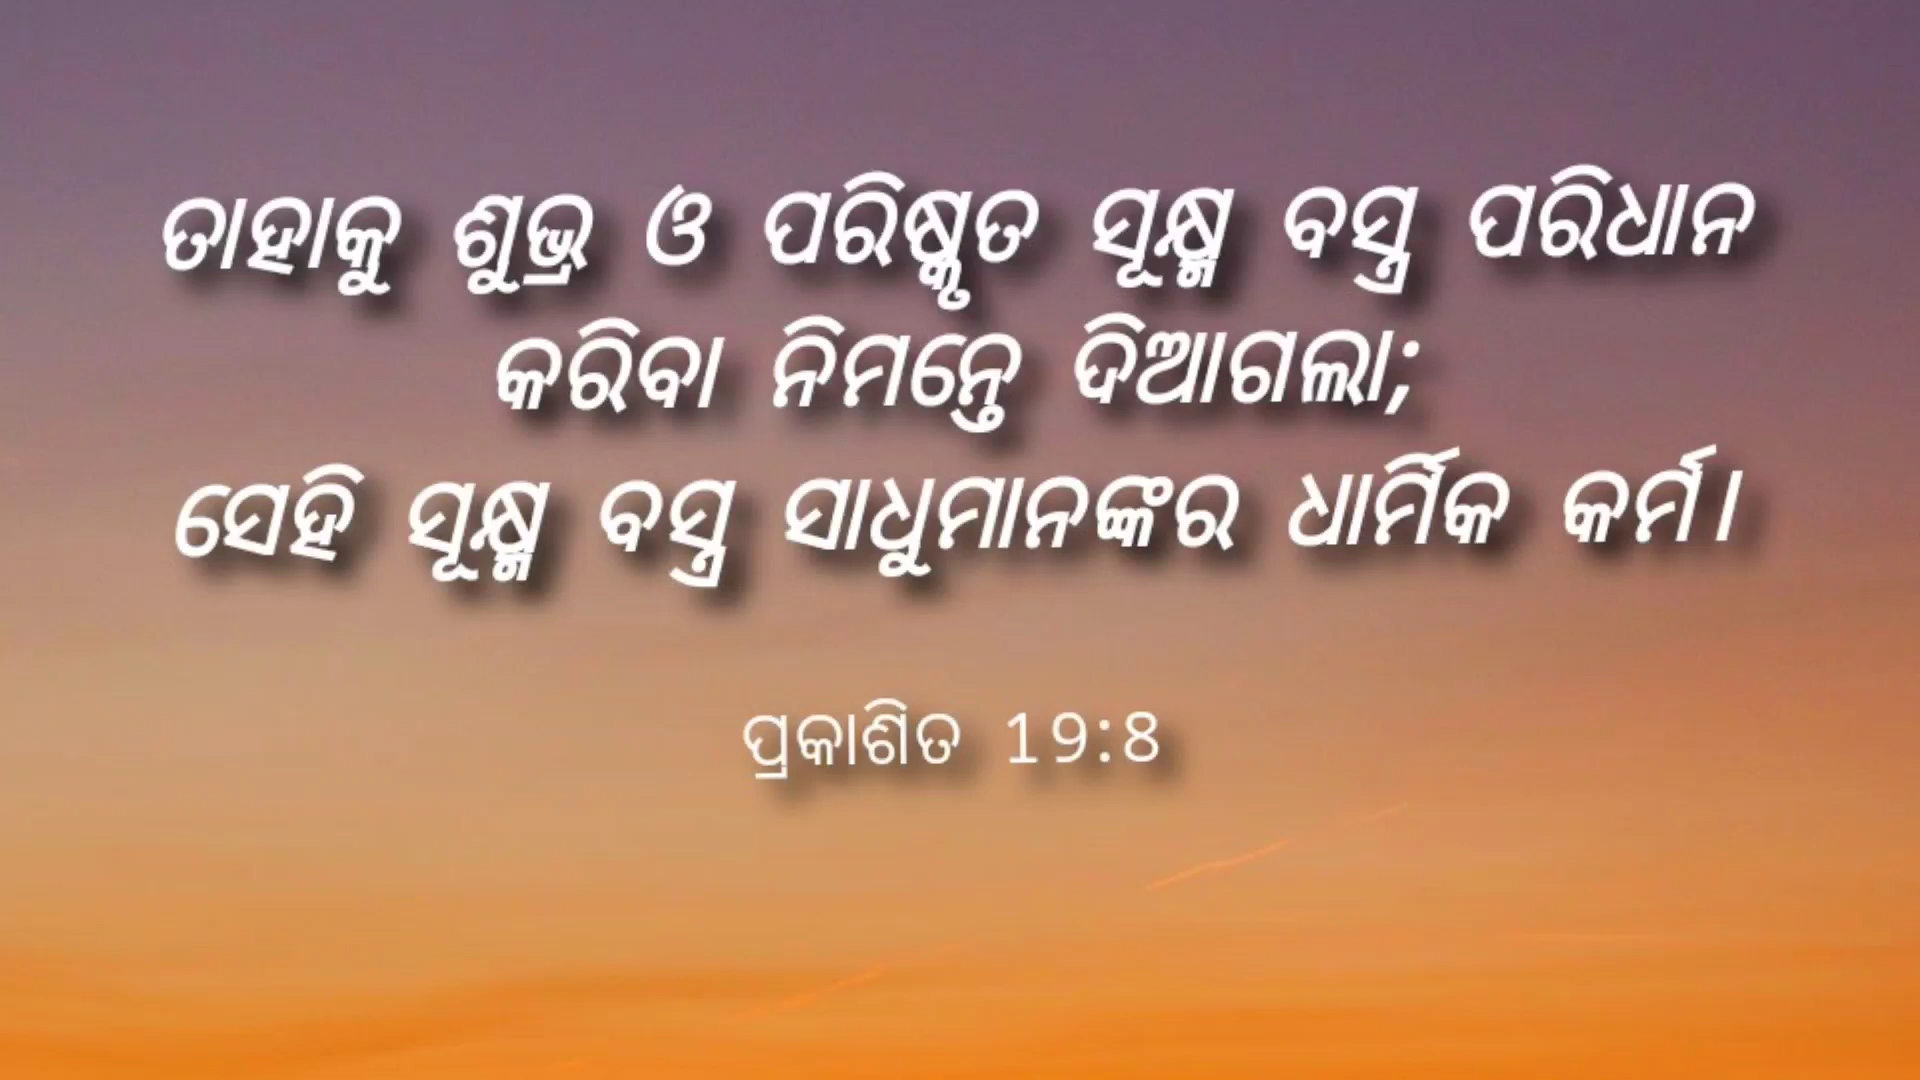 ତାହାକୁ ଶୁଭ୍ର ଓ ପରିଷ୍କୃତ ସୂକ୍ଷ୍ମ ବସ୍ତ୍ର ପରିଧାନ
କରିବା ନିମନ୍ତେ ଦିଆଗଲା;
ସେହି ସୂକ୍ଷ୍ମ ବସ୍ତ୍ର ସାଧୁମାନଙ୍କର ଧାର୍ମିକ କର୍ମ।
ପ୍ରକାଶିତ 19:8